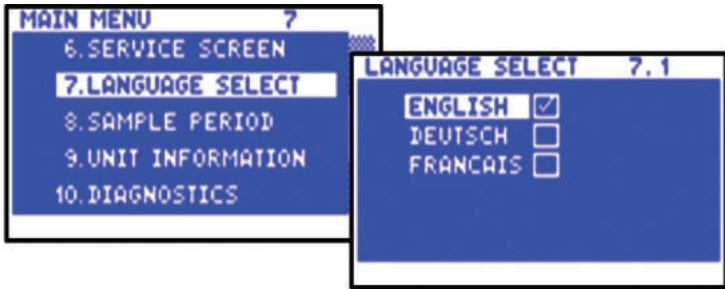 MAIN MENU 7
6.SERVICE SCREEN
7.LANGUAGE SELECT
8.SAMPLE PERIOD
9.UNIT INFORMATION
10.DIAGNOSTICS
LANGUAGE SELECT 7.1
ENGLISH
DEUTSCH
FRANCAIS